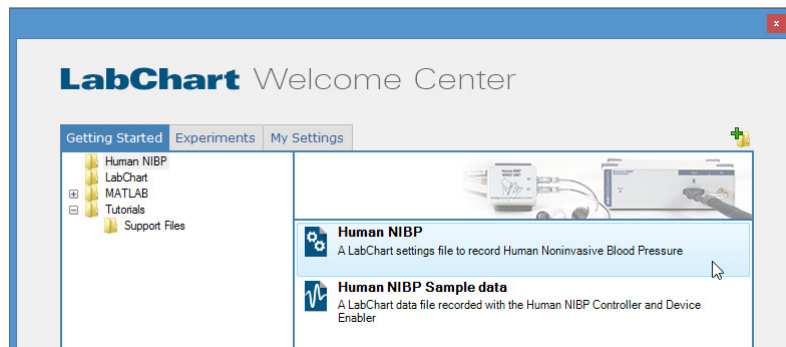 x
LabChart Welcome Center
Getting Started Experiments My Settings
Human NIBP
LabChart
MATLAB
Tutorials
Support Files
Human NIBP
A LabChart settings file to record Human Noninvasive Blood Pressure
Human NIBP Sample data
A LabChart data file recorded with the Human NIBP Controller and Device
Enabler